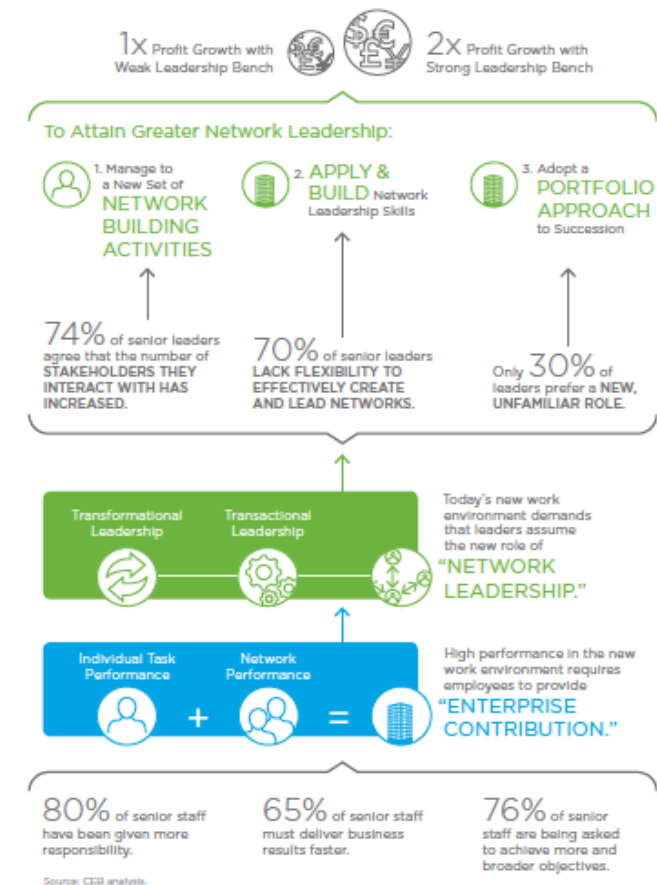 1x Profit Growth with
Weak Leadership Bench
2x Profit Growth with
Strong Leadership Bench
To Attain Greater Network Leadership:
1. Manage to
a New Set of
NETWORK
BUILDING
ACTIVITIES
2. APPLY &
BUILD Network
Leadership Skills
3. Adopt a
PORTFOLIO
APPROACH
to Succession
74% of senior leaders
agree that the number of
STAKEHOLDERS THEY
INTERACT WITH HAS
INCREASED.
70% of senior leaders
LACK FLEXIBILITY TO
EFFECTIVELY CREATE
AND LEAD NETWORKS.
Only 30% of
leaders prefer a NEW,
UNFAMILIAR ROLE.
Transformational
Leadership
Transactional
Leadership
Today's new work
environment demands
that leaders assume
the new role of
"NETWORK
LEADERSHIP."
Individual Task
Performance
Network
Performance
+
=
High performance in the new
work environment requires
employees to provide
"ENTERPRISE
CONTRIBUTION."
80% of senior staff
have been given more
responsibility.
65% of senior staff
must deliver business
results faster.
76% of senior
staff are being asked
to achieve more and
broader objectives.
Source: CEB analysis.